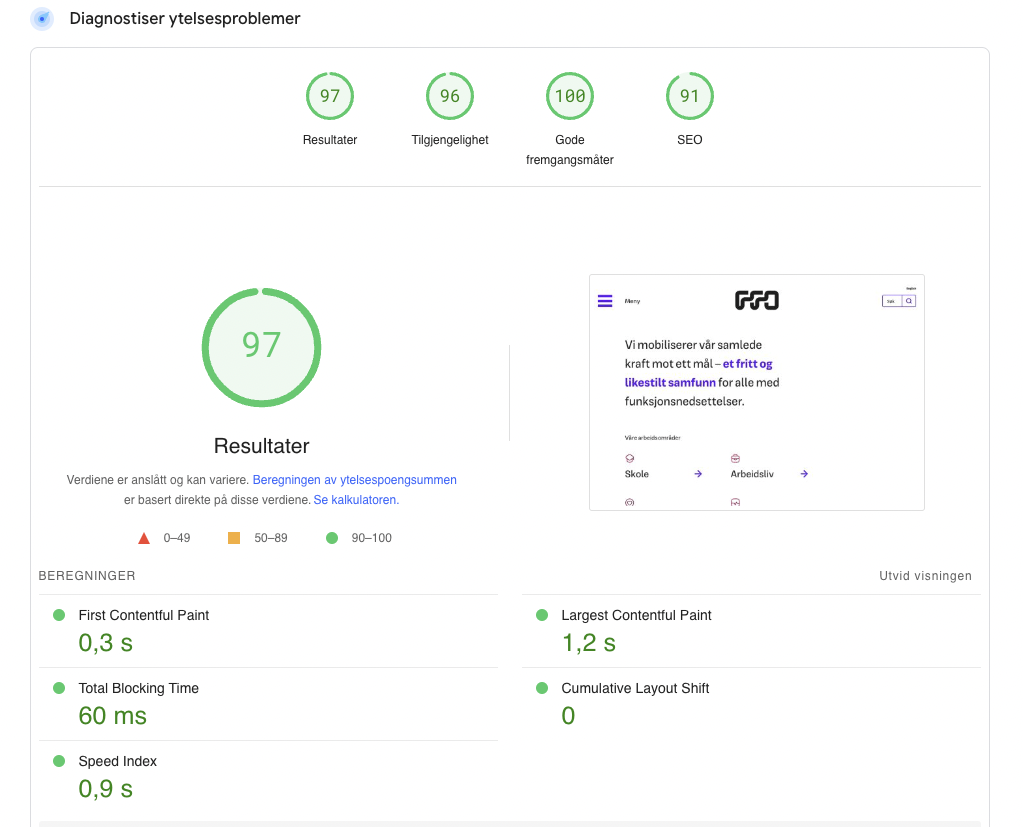 Diagnostiser ytelsesproblemer
97
96
100
91
Resultater
Tilgjengelighet
Gode
fremgangsmåter
SEO
97
Resultater
Verdiene er anslått og kan variere. Beregningen av ytelsespoengsummen
er basert direkte på disse verdiene. Se kalkulatoren.
0–49
50–89
90–100
Meny
FFO
English
Søk
Vi mobiliserer vår samlede
kraft mot ett mål – et fritt og
likestilt samfunn for alle med
funksjonsnedsettelser.
Våre arbeidsområder
Skole
Arbeidsliv
BEREGNINGER
Utvid visningen
First Contentful Paint
0,3 s
Largest Contentful Paint
1,2 s
Total Blocking Time
60 ms
Cumulative Layout Shift
0
Speed Index
0,9 s